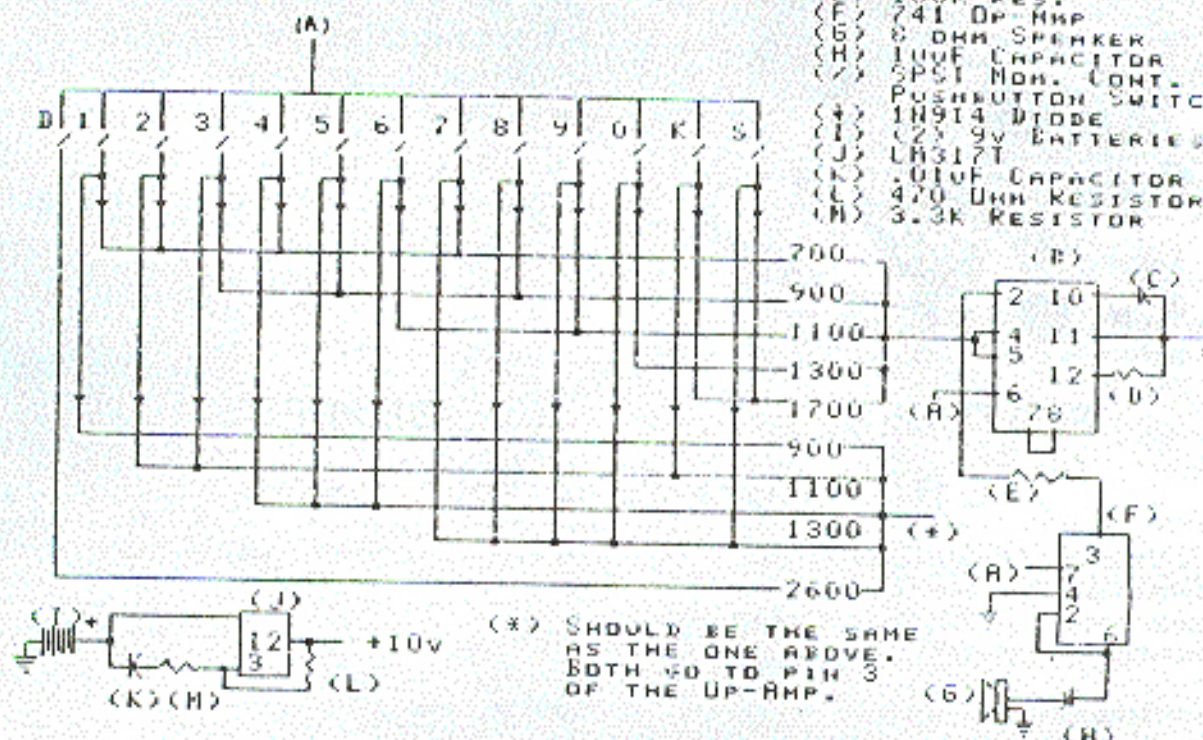 (A)
(F) 741 Op-Amp
(G) 8 OHM SPEAKER
(H) CAPACITOR
(/) SPST MOM. CONT.
PUSHBUTTON SWITC
(+) 1N914 DIODE
(I) (2) 9V BATTERIES
(J) LM317T
(K) .01UF CAPACITOR
(L) 470 OHM RESISTOR
(M) 3.3K RESISTOR
D 1 2 3 4 5 6 7 8 9 0 K S
700
900
1100
1300
1700
900
1100
1300
2600
(*)
(B)
(C)
2 10
4 11
5
12
6
7 8
(A)
(D)
(E)
(F)
3
(A) 7
4
2
6
(G)
(H)
(I) +
(J)
1 2
3
+10v
(K) (M)
(L)
(*) SHOULD BE THE SAME
AS THE ONE ABOVE.
BOTH GO TO PIN 3
OF THE OP-AMP.